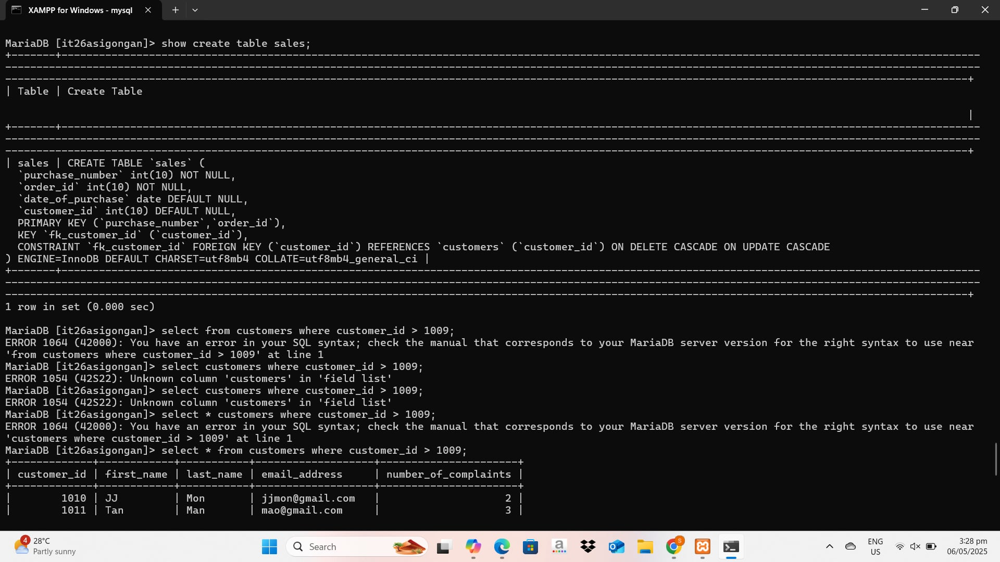 XAMPP for Windows - mysql
MariaDB [it26asigongan]> show create table sales;
| Table | Create Table
|
| sales | CREATE TABLE `sales` (
`purchase_number` int(10) NOT NULL,
`order_id` int(10) NOT NULL,
`date_of_purchase` date DEFAULT NULL,
`customer_id` int(10) DEFAULT NULL,
PRIMARY KEY (`purchase_number`,`order_id`),
KEY `fk_customer_id` (`customer_id`),
CONSTRAINT `fk_customer_id` FOREIGN KEY (`customer_id`) REFERENCES `customers` (`customer_id`) ON DELETE CASCADE ON UPDATE CASCADE
) ENGINE=InnoDB DEFAULT CHARSET=utf8mb4 COLLATE=utf8mb4_general_ci |
1 row in set (0.000 sec)
MariaDB [it26asigongan]> select from customers where customer_id > 1009;
ERROR 1064 (42000): You have an error in your SQL syntax; check the manual that corresponds to your MariaDB server version for the right syntax to use near
'from customers where customer_id > 1009' at line 1
MariaDB [it26asigongan]> select customers where customer_id > 1009;
ERROR 1054 (42S22): Unknown column 'customers' in 'field list'
MariaDB [it26asigongan]> select customers where customer_id > 1009;
ERROR 1054 (42S22): Unknown column 'customers' in 'field list'
MariaDB [it26asigongan]> select * customers where customer_id > 1009;
ERROR 1064 (42000): You have an error in your SQL syntax; check the manual that corresponds to your MariaDB server version for the right syntax to use near
'customers where customer_id > 1009' at line 1
MariaDB [it26asigongan]> select * from customers where customer_id > 1009;
| customer_id | first_name | last_name | email_address | number_of_complaints |
| 1010 | JJ | Mon | jjmon@gmail.com | 2 |
| 1011 | Tan | Man | mao@gmail.com | 3 |
4
28°C
Partly sunny
Search
a
S
ENG
US
3:28 pm
06/05/2025